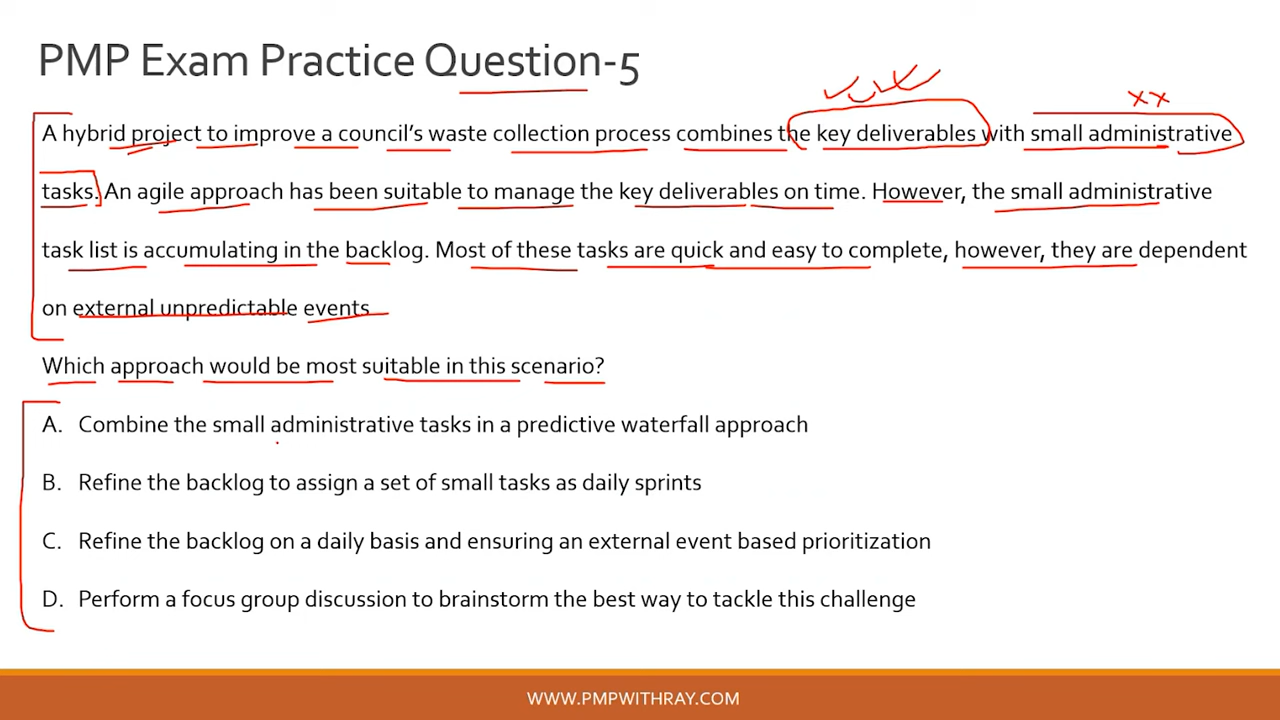 PMP Exam Practice Question-5
A hybrid project to improve a council's waste collection process combines the key deliverables with small administrative
tasks. An agile approach has been suitable to manage the key deliverables on time. However, the small administrative
task list is accumulating in the backlog. Most of these tasks are quick and easy to complete, however, they are dependent
on external unpredictable events
Which approach would be most suitable in this scenario?
A. Combine the small administrative tasks in a predictive waterfall approach
B. Refine the backlog to assign a set of small tasks as daily sprints
C. Refine the backlog on a daily basis and ensuring an external event based prioritization
D. Perform a focus group discussion to brainstorm the best way to tackle this challenge
WWW.PMPWITHRAY.COM